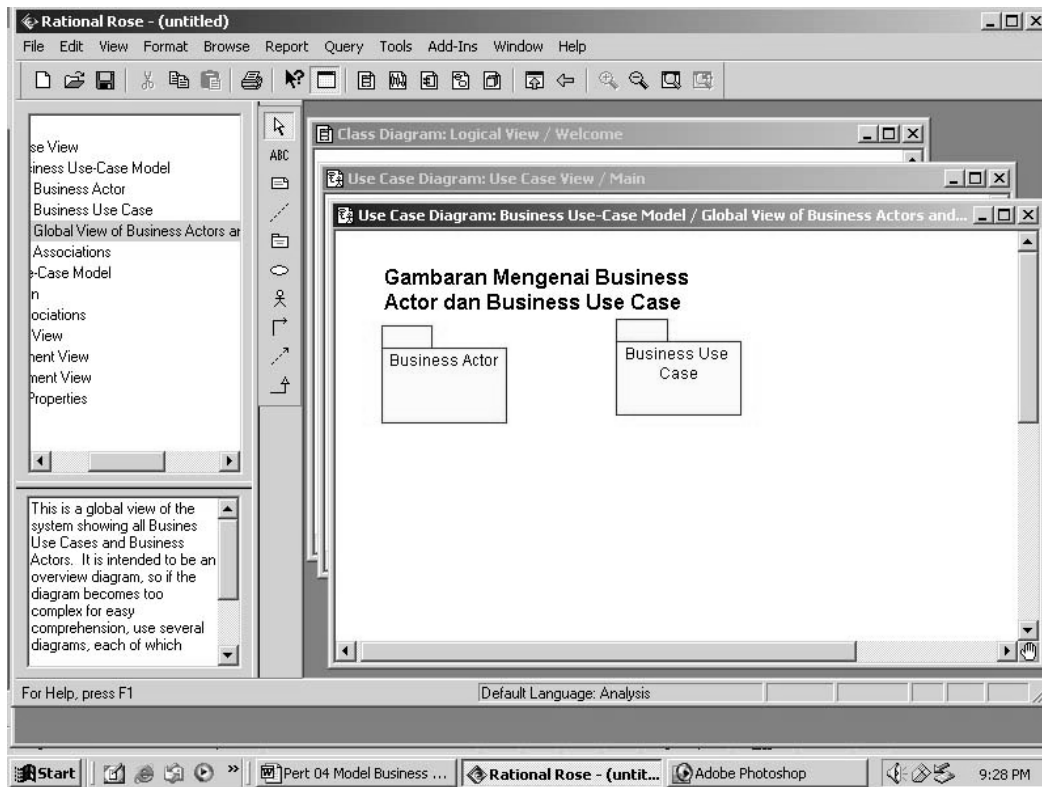 Rational Rose - (untitled)
File Edit View Format Browse Report Query Tools Add-Ins Window Help
se View
iness Use-Case Model
Business Actor
Business Use Case
Global View of Business Actors ar
Associations
e-Case Model
n
ociations
View
nent View
ment View
Properties
This is a global view of the
system showing all Busines
Use Cases and Business
Actors. It is intended to be an
overview diagram, so if the
diagram becomes too
complex for easy
comprehension, use several
diagrams, each of which
ABC
Class Diagram: Logical View / Welcome
Use Case Diagram: Use Case View / Main
Use Case Diagram: Business Use-Case Model / Global View of Business Actors and...
Gambaran Mengenai Business
Actor dan Business Use Case
Business Actor
Business Use
Case
For Help, press F1
Default Language: Analysis
Start
Pert 04 Model Business ...
Rational Rose - (untit...
Adobe Photoshop
9:28 PM